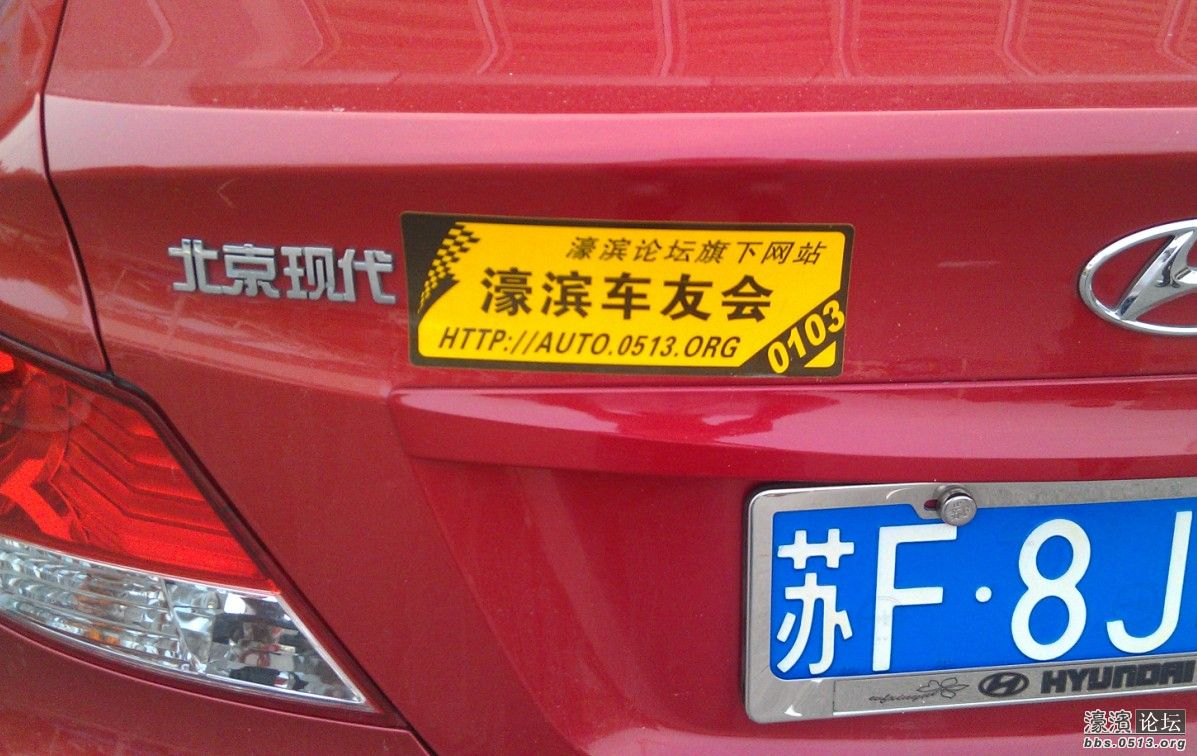 北京现代
濠滨论坛旗下网站
濠滨车友会
HTTP://AUTO.0513.ORG
0103
苏F·8J
HYUNDAI
濠滨 论坛
bbs.0513.org